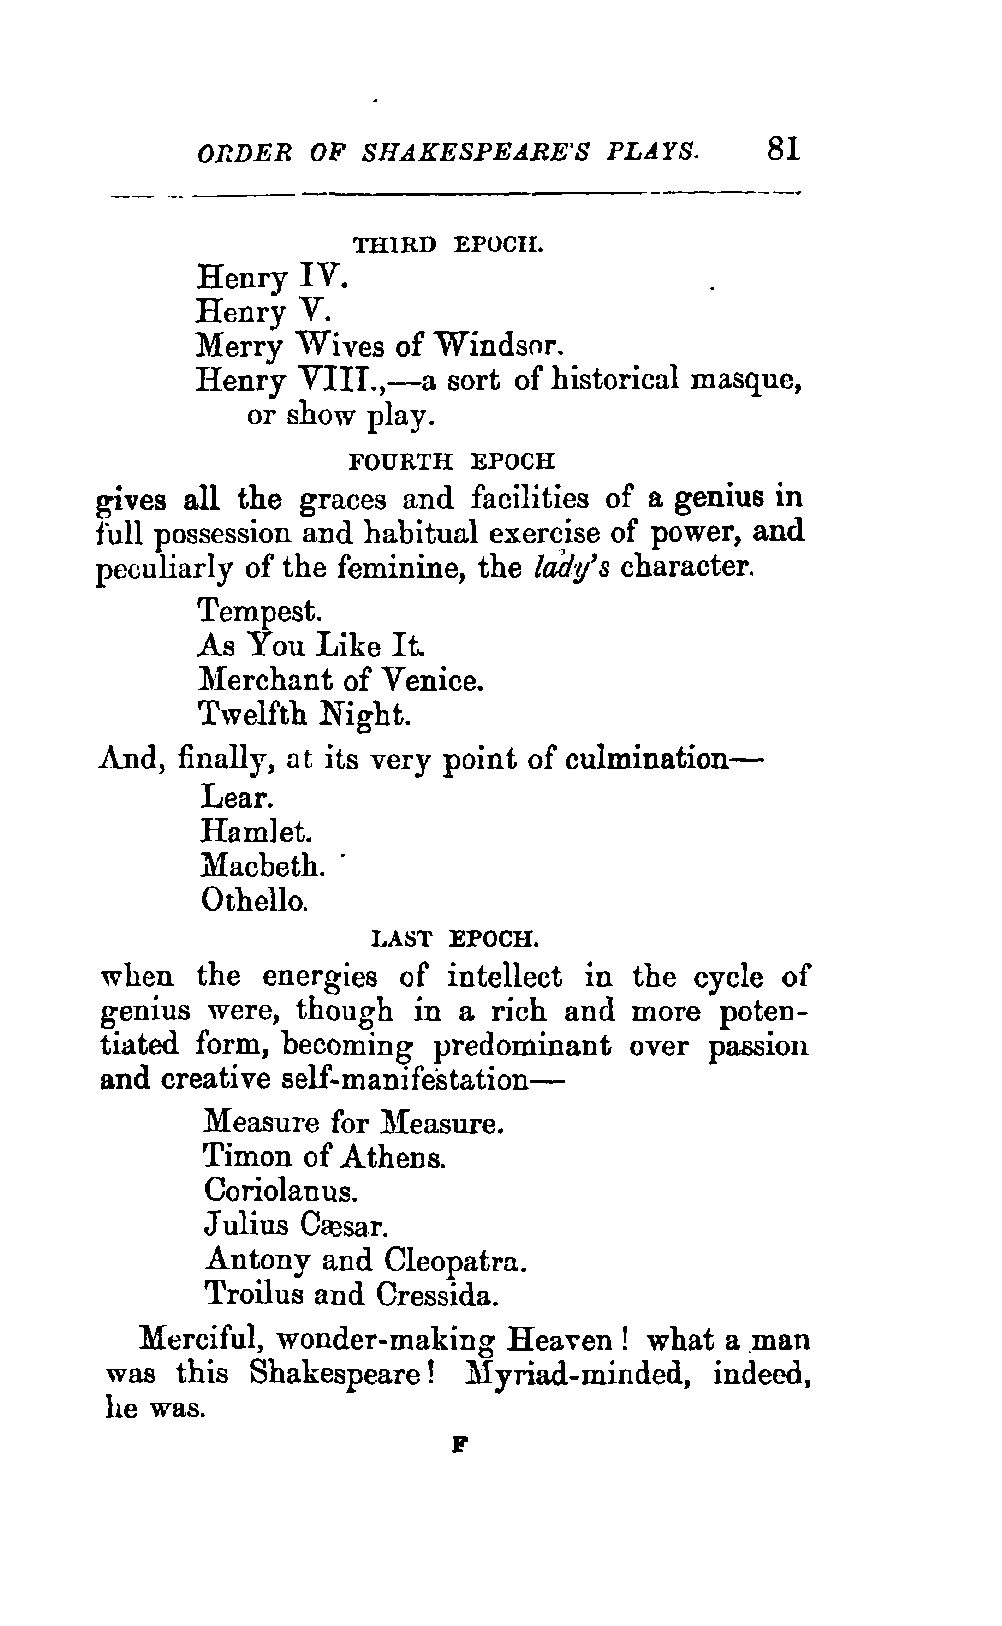 ORDER OF SHAKESPEARE'S PLAYS. 81
THIRD EPOCH.
Henry IV.
Henry V.
Merry Wives of Windsor.
Henry VIII.,—a sort of historical masque,
or show play.
FOURTH EPOCH
gives all the graces and facilities of a genius in
full possession and habitual exercise of power, and
peculiarly of the feminine, the lady's character.
Tempest.
As You Like It.
Merchant of Venice.
Twelfth Night.
And, finally, at its very point of culmination—
Lear.
Hamlet.
Macbeth.
Othello.
LAST EPOCH.
when the energies of intellect in the cycle of
genius were, though in a rich and more poten-
tiated form, becoming predominant over passion
and creative self-manifestation—
Measure for Measure.
Timon of Athens.
Coriolanus.
Julius Cæsar.
Antony and Cleopatra.
Troilus and Cressida.
Merciful, wonder-making Heaven! what a man
was this Shakespeare! Myriad-minded, indeed,
he was.
F